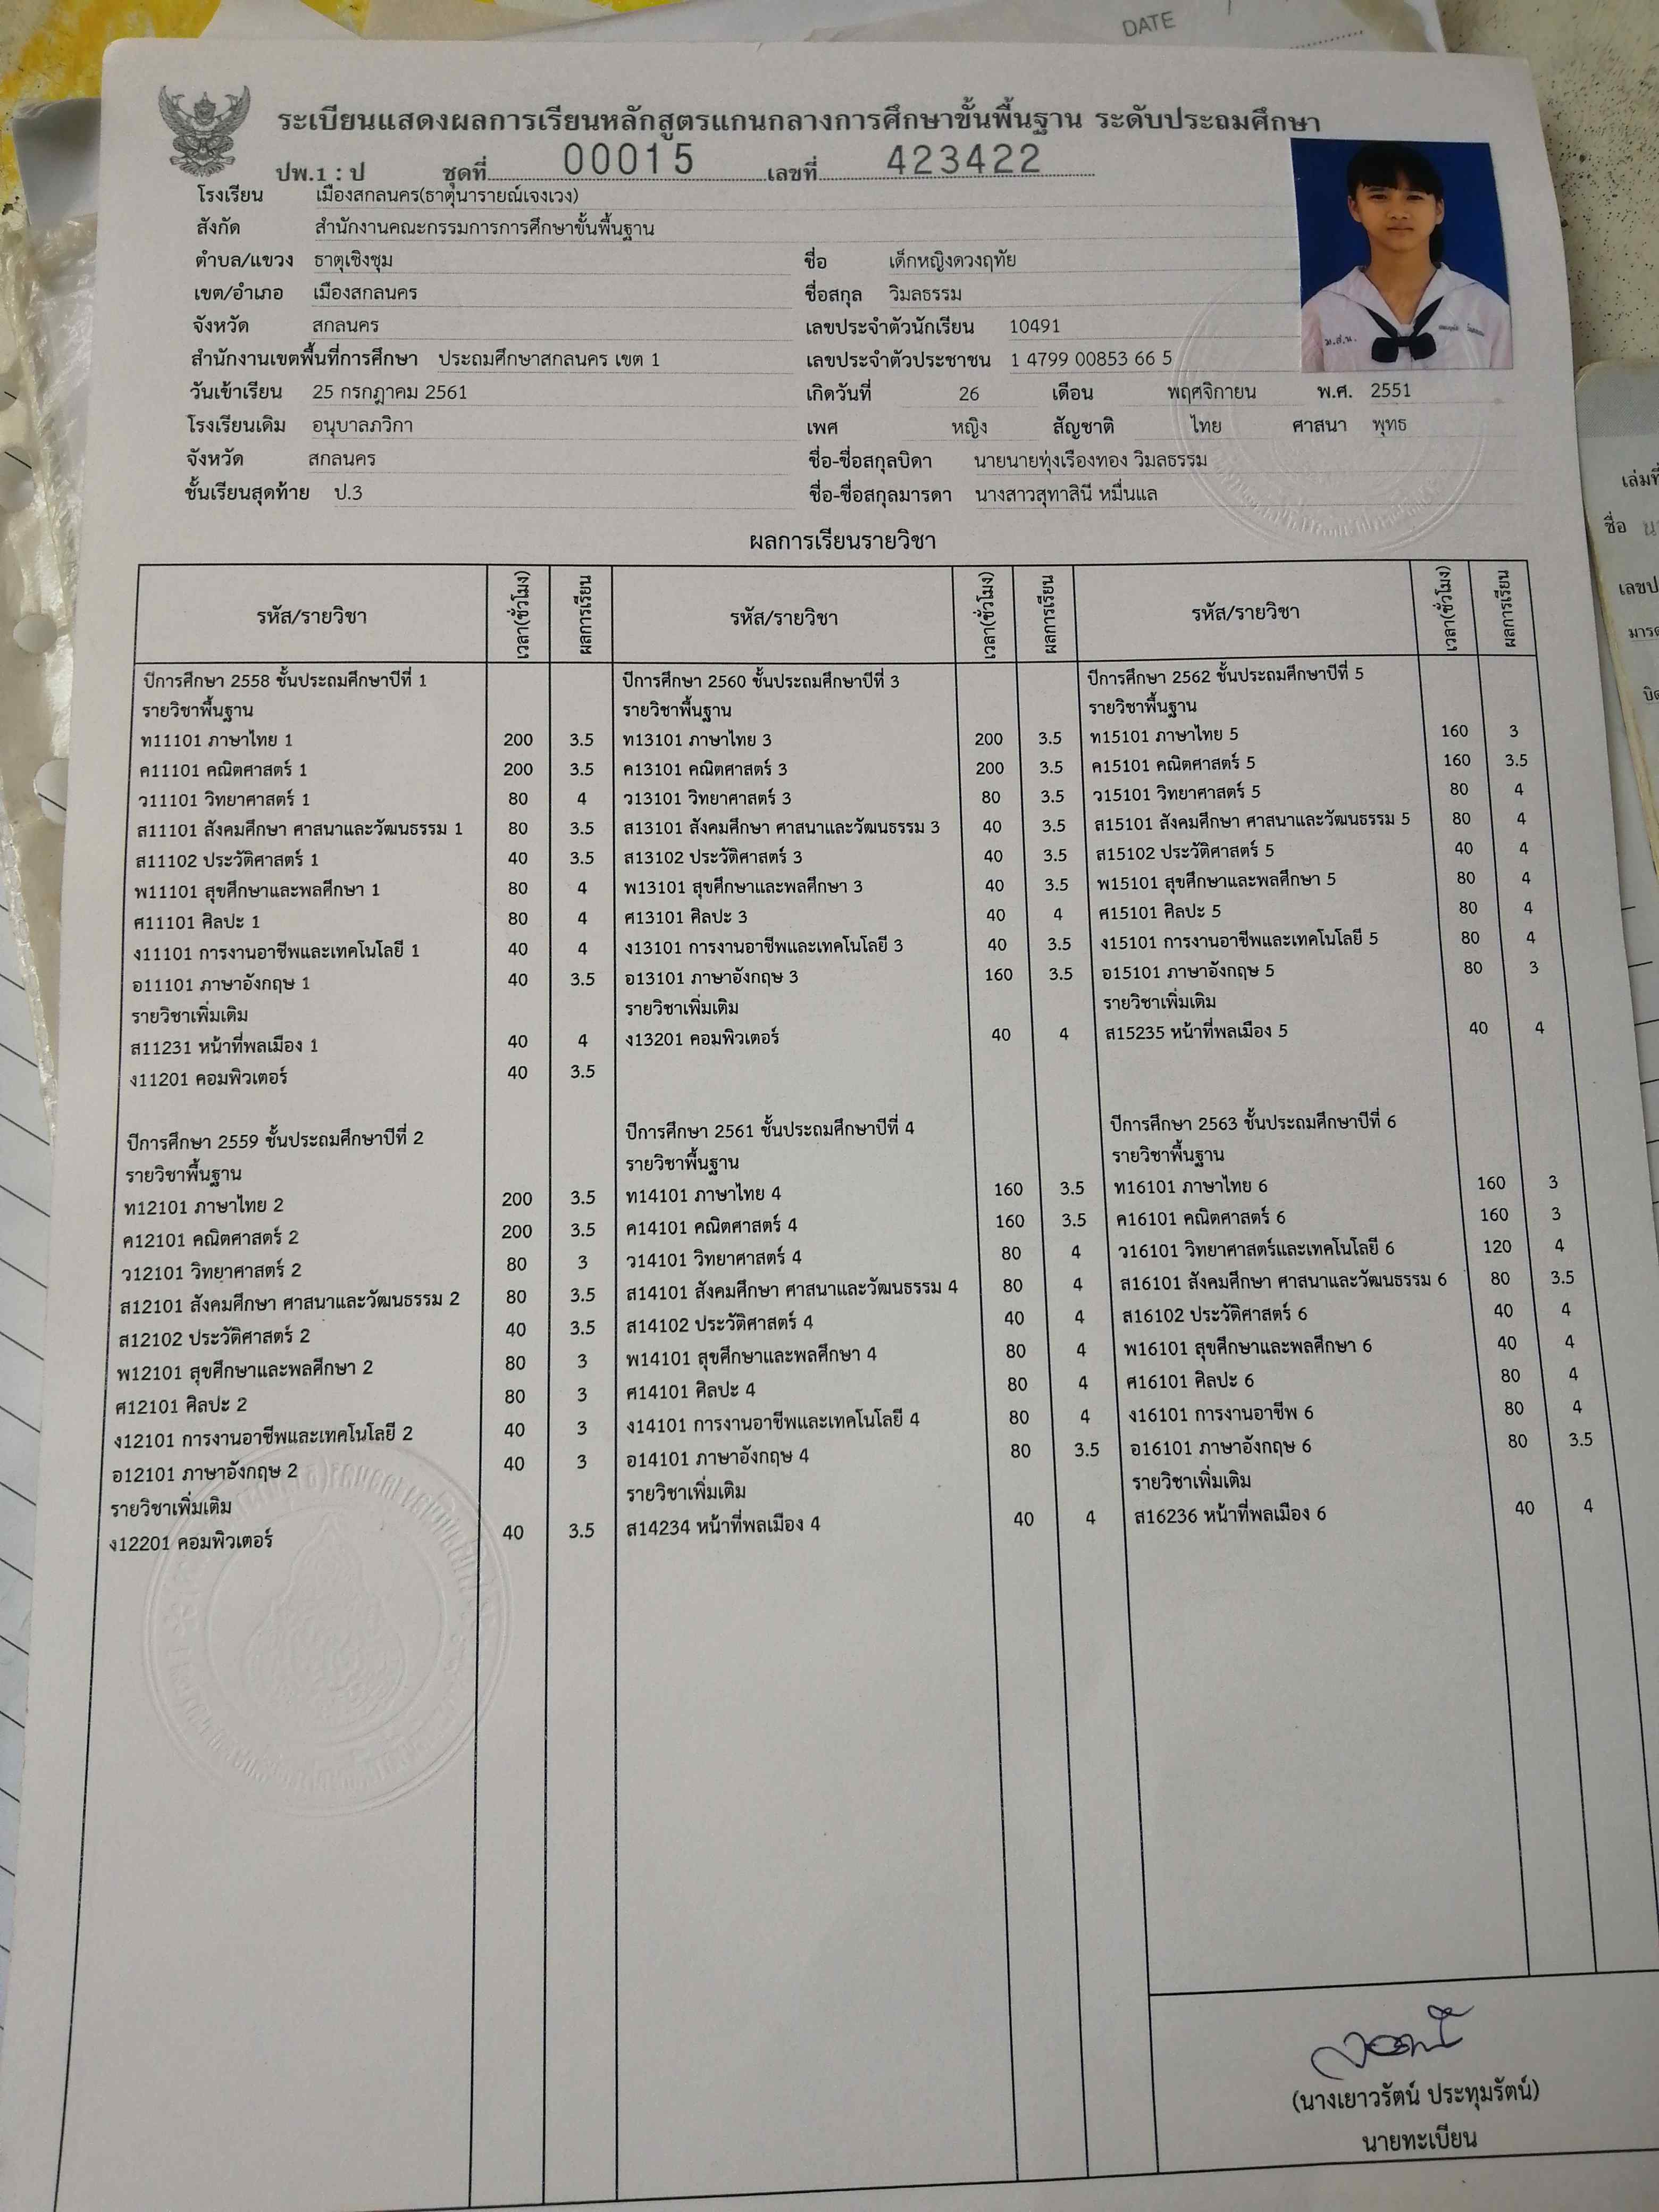 DATE
ระเบียนแสดงผลการเรียนหลักสูตรแกนกลางการศึกษาขั้นพื้นฐาน ระดับประถมศึกษา
ปพ.1 : ป ชุดที่ 00015 เลขที่ 423422
โรงเรียน เมืองสกลนคร(ธาตุนารายณ์เจงเวง)
สังกัด สำนักงานคณะกรรมการการศึกษาขั้นพื้นฐาน
ตำบล/แขวง ธาตุเชิงชุม ชื่อ เด็กหญิงดวงฤทัย
เขต/อำเภอ เมืองสกลนคร ชื่อสกุล วิมลธรรม
จังหวัด สกลนคร เลขประจำตัวนักเรียน 10491
สำนักงานเขตพื้นที่การศึกษา ประถมศึกษาสกลนคร เขต 1 เลขประจำตัวประชาชน 1 4799 00853 66 5
วันเข้าเรียน 25 กรกฎาคม 2561 เกิดวันที่ 26 เดือน พฤศจิกายน พ.ศ. 2551
โรงเรียนเดิม อนุบาลภวิกา เพศ หญิง สัญชาติ ไทย ศาสนา พุทธ
จังหวัด สกลนคร ชื่อ-ชื่อสกุลบิดา นายนายทุ่งเรืองทอง วิมลธรรม
ชั้นเรียนสุดท้าย ป.3 ชื่อ-ชื่อสกุลมารดา นางสาวสุทาสินี หมื่นแล
ม.ส.น.
ผลการเรียนรายวิชา
รหัส/รายวิชา เวลา(ชั่วโมง) ผลการเรียน รหัส/รายวิชา เวลา(ชั่วโมง) ผลการเรียน รหัส/รายวิชา เวลา(ชั่วโมง) ผลการเรียน
ปีการศึกษา 2558 ชั้นประถมศึกษาปีที่ 1
รายวิชาพื้นฐาน
ท11101 ภาษาไทย 1 200 3.5
ค11101 คณิตศาสตร์ 1 200 3.5
ว11101 วิทยาศาสตร์ 1 80 4
ส11101 สังคมศึกษา ศาสนาและวัฒนธรรม 1 80 3.5
ส11102 ประวัติศาสตร์ 1 40 3.5
พ11101 สุขศึกษาและพลศึกษา 1 80 4
ศ11101 ศิลปะ 1 80 4
ง11101 การงานอาชีพและเทคโนโลยี 1 40 4
อ11101 ภาษาอังกฤษ 1 40 3.5
รายวิชาเพิ่มเติม
ส11231 หน้าที่พลเมือง 1 40 4
ง11201 คอมพิวเตอร์ 40 3.5
ปีการศึกษา 2559 ชั้นประถมศึกษาปีที่ 2
รายวิชาพื้นฐาน
ท12101 ภาษาไทย 2 200 3.5
ค12101 คณิตศาสตร์ 2 200 3.5
ว12101 วิทยาศาสตร์ 2 80 3
ส12101 สังคมศึกษา ศาสนาและวัฒนธรรม 2 80 3.5
ส12102 ประวัติศาสตร์ 2 40 3.5
พ12101 สุขศึกษาและพลศึกษา 2 80 3
ศ12101 ศิลปะ 2 80 3
ง12101 การงานอาชีพและเทคโนโลยี 2 40 3
อ12101 ภาษาอังกฤษ 2 40 3
รายวิชาเพิ่มเติม
ง12201 คอมพิวเตอร์ 40 3.5
ปีการศึกษา 2560 ชั้นประถมศึกษาปีที่ 3
รายวิชาพื้นฐาน
ท13101 ภาษาไทย 3 200 3.5
ค13101 คณิตศาสตร์ 3 200 3.5
ว13101 วิทยาศาสตร์ 3 80 3.5
ส13101 สังคมศึกษา ศาสนาและวัฒนธรรม 3 40 3.5
ส13102 ประวัติศาสตร์ 3 40 3.5
พ13101 สุขศึกษาและพลศึกษา 3 40 3.5
ศ13101 ศิลปะ 3 40 4
ง13101 การงานอาชีพและเทคโนโลยี 3 40 3.5
อ13101 ภาษาอังกฤษ 3 160 3.5
รายวิชาเพิ่มเติม
ง13201 คอมพิวเตอร์ 40 4
ปีการศึกษา 2561 ชั้นประถมศึกษาปีที่ 4
รายวิชาพื้นฐาน
ท14101 ภาษาไทย 4 160 3.5
ค14101 คณิตศาสตร์ 4 160 3.5
ว14101 วิทยาศาสตร์ 4 80 4
ส14101 สังคมศึกษา ศาสนาและวัฒนธรรม 4 80 4
ส14102 ประวัติศาสตร์ 4 40 4
พ14101 สุขศึกษาและพลศึกษา 4 80 4
ศ14101 ศิลปะ 4 80 4
ง14101 การงานอาชีพและเทคโนโลยี 4 80 4
อ14101 ภาษาอังกฤษ 4 80 3.5
รายวิชาเพิ่มเติม
ส14234 หน้าที่พลเมือง 4 40 4
ปีการศึกษา 2562 ชั้นประถมศึกษาปีที่ 5
รายวิชาพื้นฐาน
ท15101 ภาษาไทย 5 160 3
ค15101 คณิตศาสตร์ 5 160 3.5
ว15101 วิทยาศาสตร์ 5 80 4
ส15101 สังคมศึกษา ศาสนาและวัฒนธรรม 5 80 4
ส15102 ประวัติศาสตร์ 5 40 4
พ15101 สุขศึกษาและพลศึกษา 5 80 4
ศ15101 ศิลปะ 5 80 4
ง15101 การงานอาชีพและเทคโนโลยี 5 80 4
อ15101 ภาษาอังกฤษ 5 80 3
รายวิชาเพิ่มเติม
ส15235 หน้าที่พลเมือง 5 40 4
ปีการศึกษา 2563 ชั้นประถมศึกษาปีที่ 6
รายวิชาพื้นฐาน
ท16101 ภาษาไทย 6 160 3
ค16101 คณิตศาสตร์ 6 160 3
ว16101 วิทยาศาสตร์และเทคโนโลยี 6 120 4
ส16101 สังคมศึกษา ศาสนาและวัฒนธรรม 6 80 3.5
ส16102 ประวัติศาสตร์ 6 40 4
พ16101 สุขศึกษาและพลศึกษา 6 40 4
ศ16101 ศิลปะ 6 80 4
ง16101 การงานอาชีพ 6 80 4
อ16101 ภาษาอังกฤษ 6 80 3.5
รายวิชาเพิ่มเติม
ส16236 หน้าที่พลเมือง 6 40 4
(นางเยาวรัตน์ ประทุมรัตน์)
นายทะเบียน
เล่มที่
ชื่อ